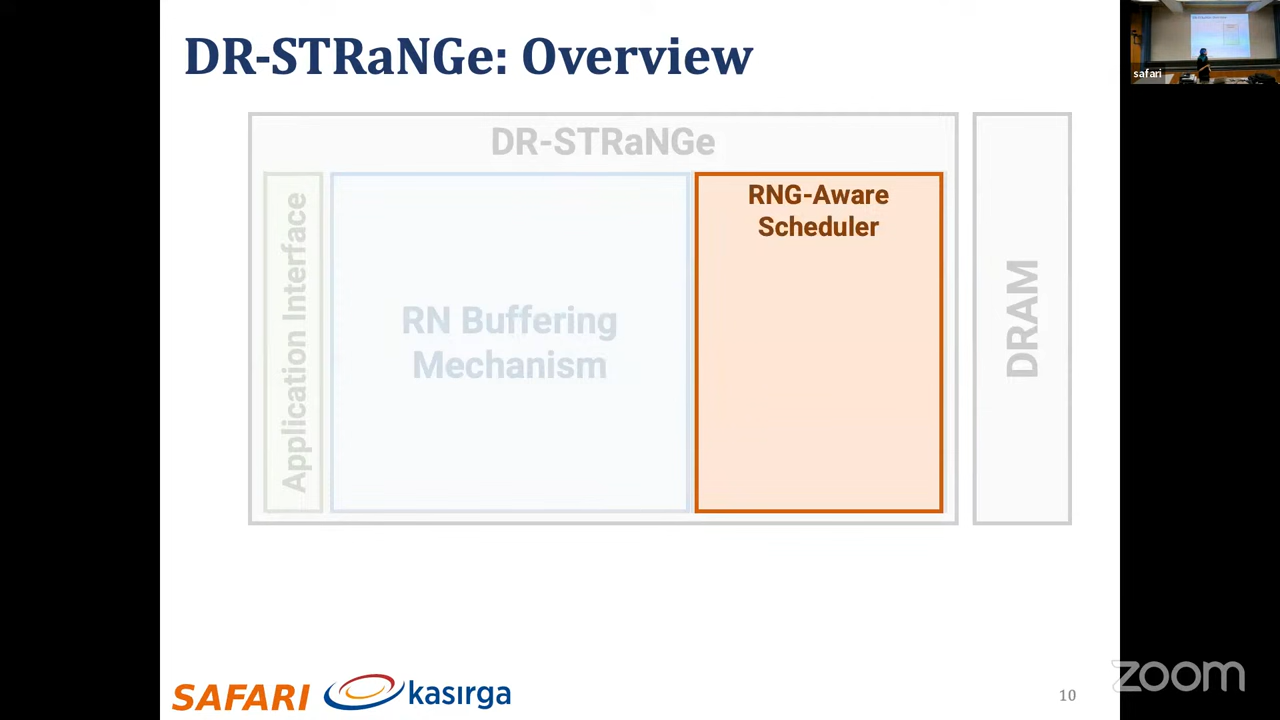 DR-STRaNGe: Overview
safari
DR-STRaNGe
Application Interface
RN Buffering
Mechanism
RNG-Aware
Scheduler
DRAM
SAFARI
kasırga
10
zoom